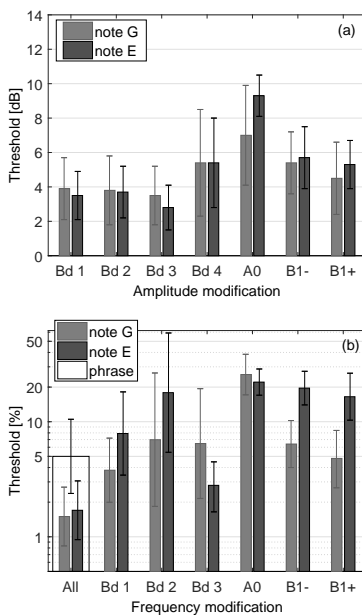 14
12
10
8
6
4
2
0
Threshold [dB]
note G
note E
(a)
Bd 1 Bd 2 Bd 3 Bd 4 A0 B1- B1+
Amplitude modification
50
20
10
5
2
1
Threshold [%]
note G
note E
phrase
(b)
All Bd 1 Bd 2 Bd 3 A0 B1- B1+
Frequency modification